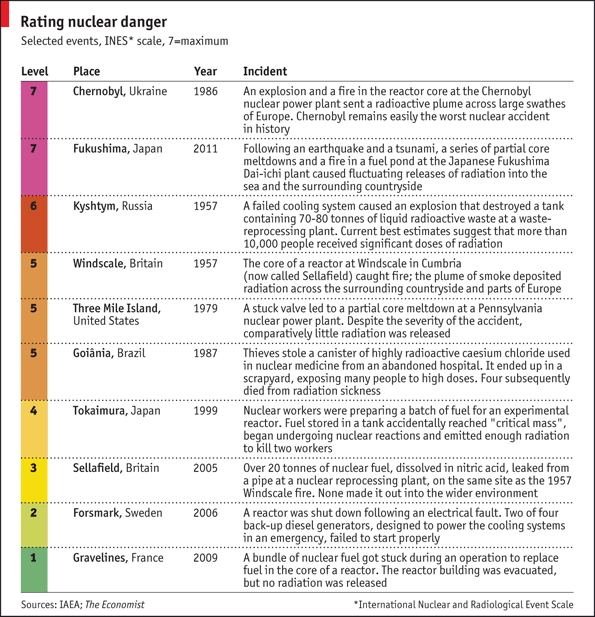 Rating nuclear danger
Selected events, INES* scale, 7=maximum
Level Place Year Incident
7 Chernobyl, Ukraine 1986 An explosion and a fire in the reactor core at the Chernobyl
nuclear power plant sent a radioactive plume across large swathes
of Europe. Chernobyl remains easily the worst nuclear accident
in history
7 Fukushima, Japan 2011 Following an earthquake and a tsunami, a series of partial core
meltdowns and a fire in a fuel pond at the Japanese Fukushima
Dai-ichi plant caused fluctuating releases of radiation into the
sea and the surrounding countryside
6 Kyshtym, Russia 1957 A failed cooling system caused an explosion that destroyed a tank
containing 70-80 tonnes of liquid radioactive waste at a waste-
reprocessing plant. Current best estimates suggest that more than
10,000 people received significant doses of radiation
5 Windscale, Britain 1957 The core of a reactor at Windscale in Cumbria
(now called Sellafield) caught fire; the plume of smoke deposited
radiation across the surrounding countryside and parts of Europe
5 Three Mile Island, 1979 A stuck valve led to a partial core meltdown at a Pennsylvania
United States nuclear power plant. Despite the severity of the accident,
comparatively little radiation was released
5 Goiânia, Brazil 1987 Thieves stole a canister of highly radioactive caesium chloride used
in nuclear medicine from an abandoned hospital. It ended up in a
scrapyard, exposing many people to high doses. Four subsequently
died from radiation sickness
4 Tokaimura, Japan 1999 Nuclear workers were preparing a batch of fuel for an experimental
reactor. Fuel stored in a tank accidentally reached "critical mass",
began undergoing nuclear reactions and emitted enough radiation
to kill two workers
3 Sellafield, Britain 2005 Over 20 tonnes of nuclear fuel, dissolved in nitric acid, leaked from
a pipe at a nuclear reprocessing plant, on the same site as the 1957
Windscale fire. None made it out into the wider environment
2 Forsmark, Sweden 2006 A reactor was shut down following an electrical fault. Two of four
back-up diesel generators, designed to power the cooling systems
in an emergency, failed to start properly
1 Gravelines, France 2009 A bundle of nuclear fuel got stuck during an operation to replace
fuel in the core of a reactor. The reactor building was evacuated,
but no radiation was released
Sources: IAEA; The Economist *International Nuclear and Radiological Event Scale